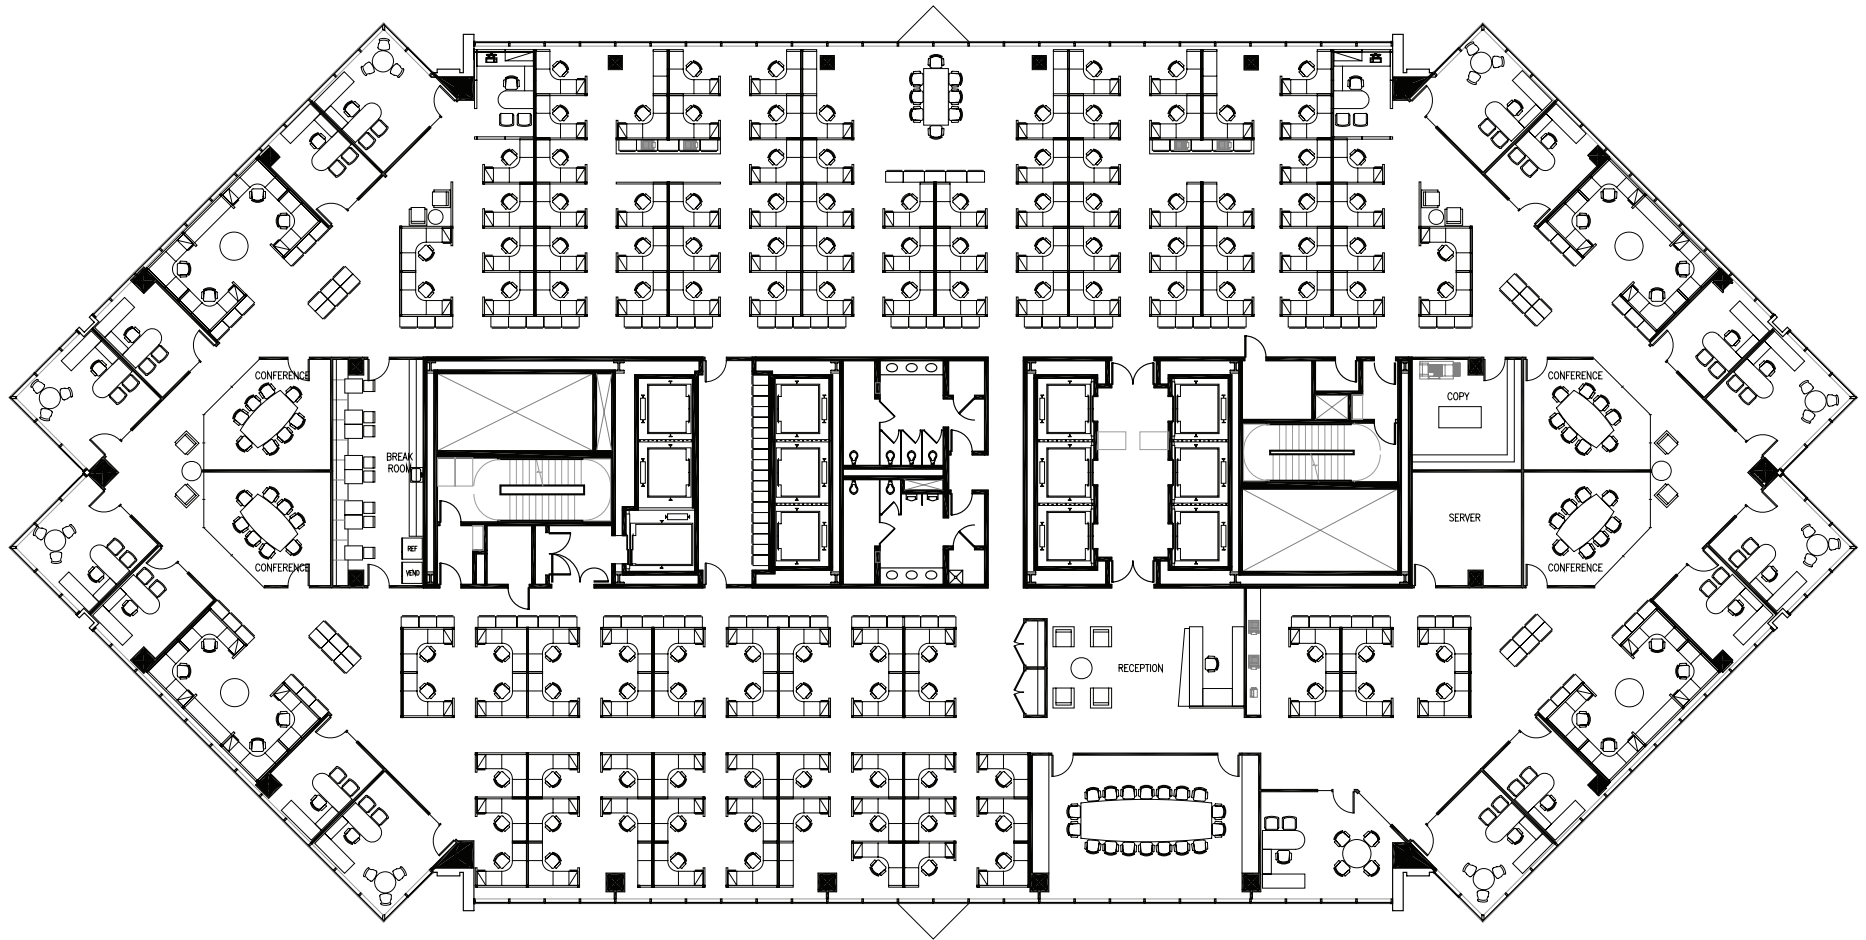 CONFERENCE
CONFERENCE
COPY
BREAK
ROOM
SERVER
REF
CONFERENCE
CONFERENCE
VEND
RECEPTION